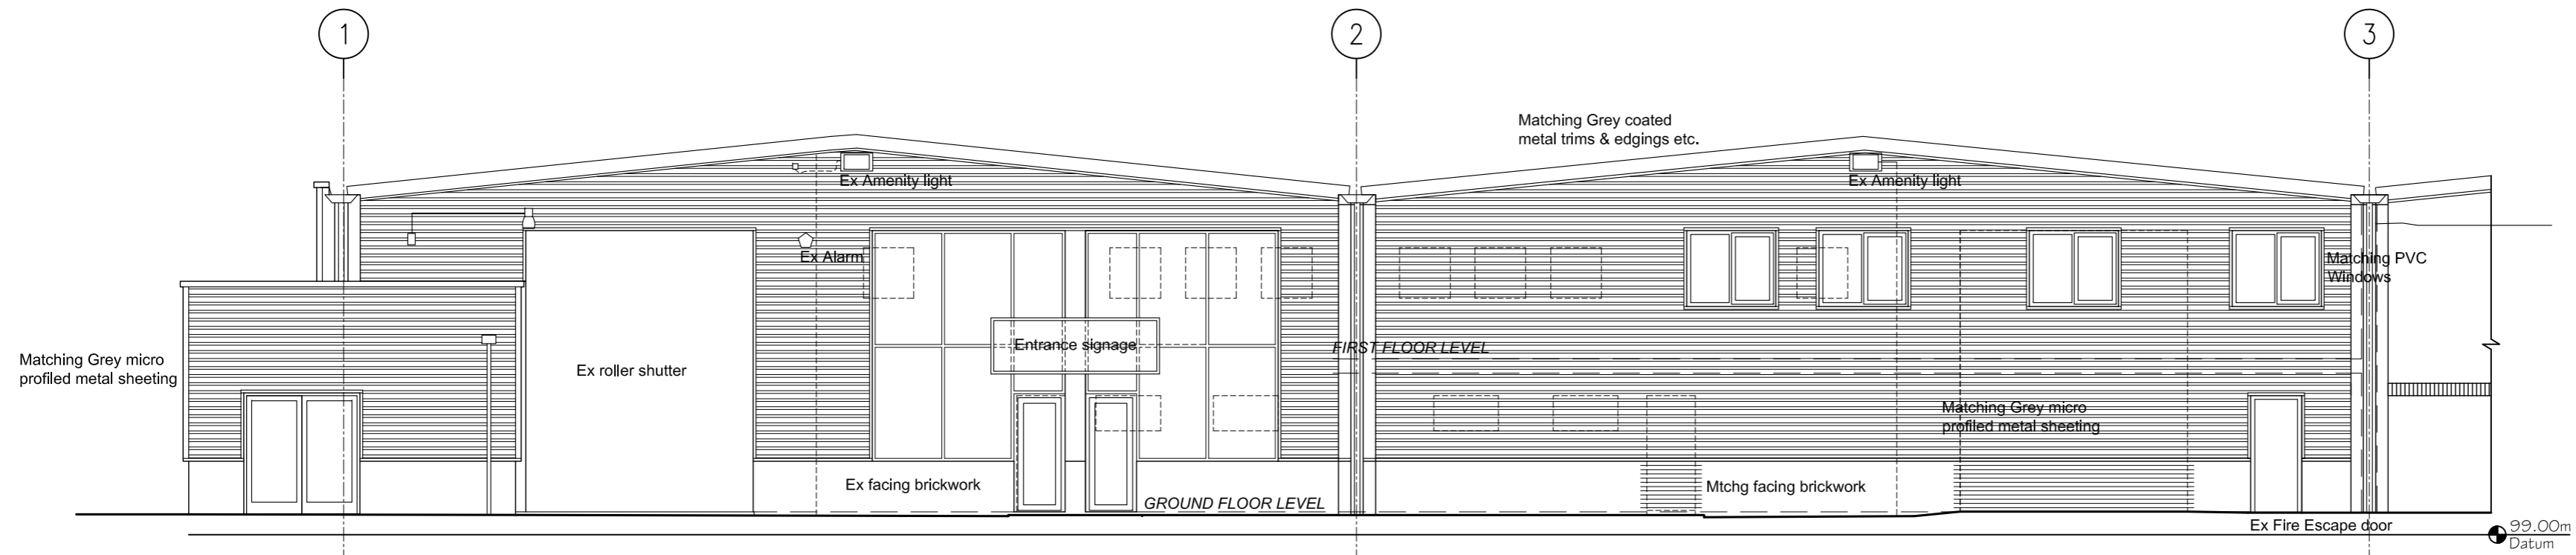 1
2
3
Matching Grey coated
metal trims & edgings etc.
Ex Amenity light
Ex Amenity light
Ex Alarm
Matching PVC
Windows
Entrance signage
FIRST FLOOR LEVEL
Matching Grey micro
profiled metal sheeting
Ex roller shutter
Matching Grey micro
profiled metal sheeting
Ex facing brickwork
Mtchg facing brickwork
GROUND FLOOR LEVEL
Ex Fire Escape door
99.00m
Datum